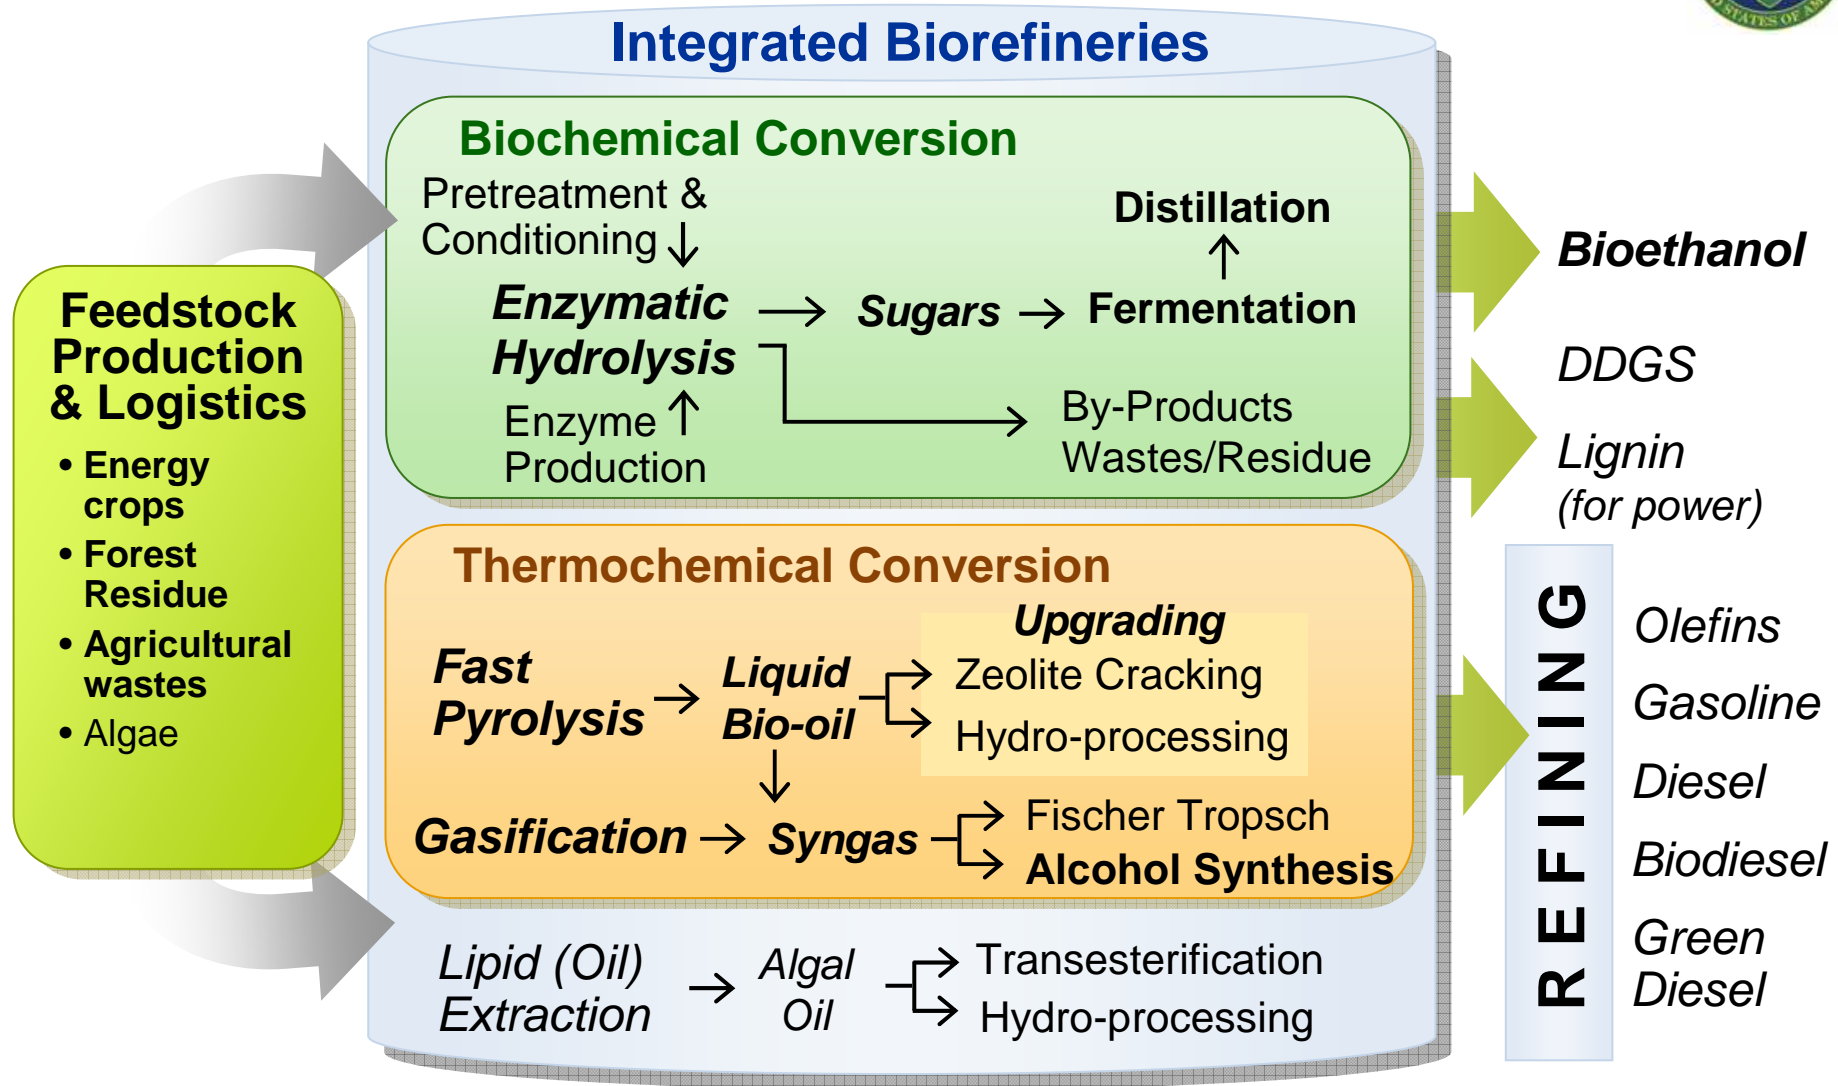 STATES OF
Integrated Biorefineries
Feedstock
Production
& Logistics
• Energy
crops
• Forest
Residue
• Agricultural
wastes
• Algae
Biochemical Conversion
Pretreatment &
Conditioning
Enzymatic
Hydrolysis
Enzyme
Production
Sugars
Distillation
Fermentation
By-Products
Wastes/Residue
Thermochemical Conversion
Fast
Pyrolysis
Liquid
Bio-oil
Upgrading
Zeolite Cracking
Hydro-processing
Gasification
Syngas
Fischer Tropsch
Alcohol Synthesis
Lipid (Oil)
Extraction
Algal
Oil
Transesterification
Hydro-processing
Bioethanol
DDGS
Lignin
(for power)
REFINING
Olefins
Gasoline
Diesel
Biodiesel
Green
Diesel